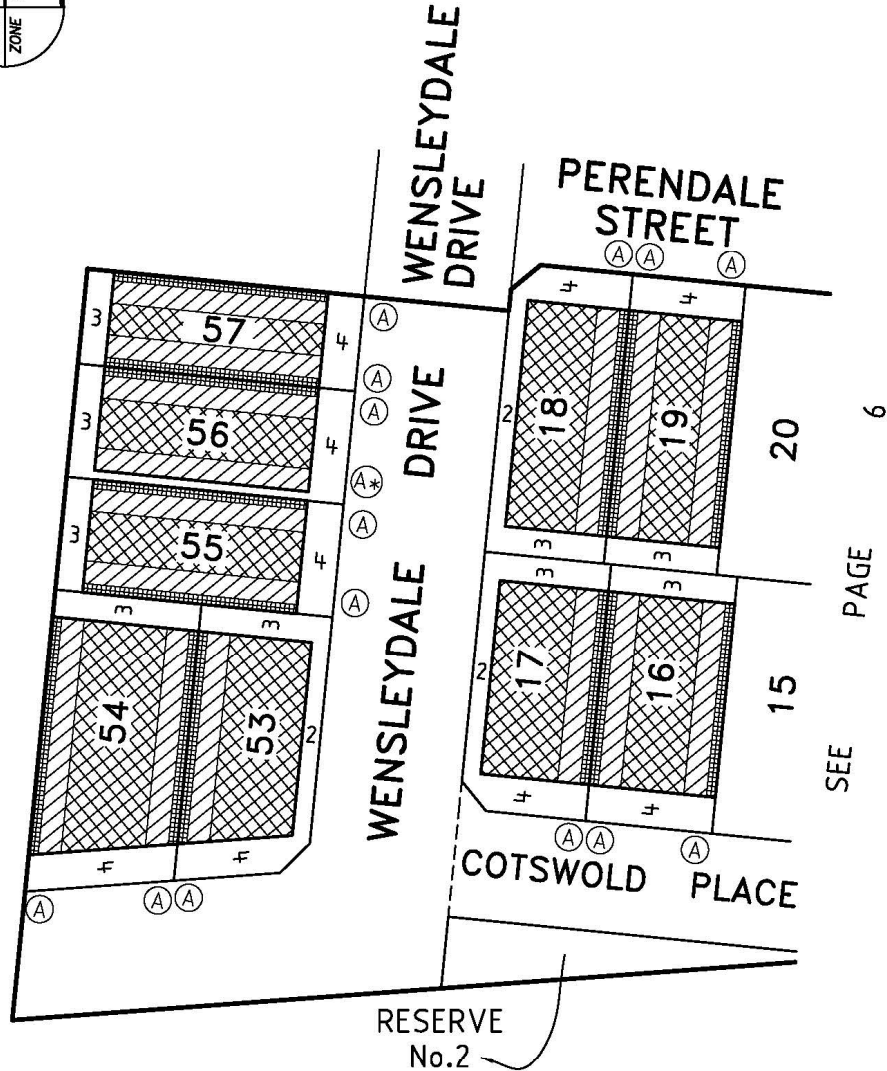 ZONE
WENSLEYDALE
DRIVE
PERENDALE
STREET
A A A
3 57 4 A
A
3 56 4 A
A*
3 55 4 A
A
WENSLEYDALE DRIVE
4 4
2 18 19 20
3 3
3 3
2 17 16 15
4 4
A A A
3 3
54 53 2
4 4
A A A
COTSWOLD PLACE
SEE PAGE 6
RESERVE
No.2